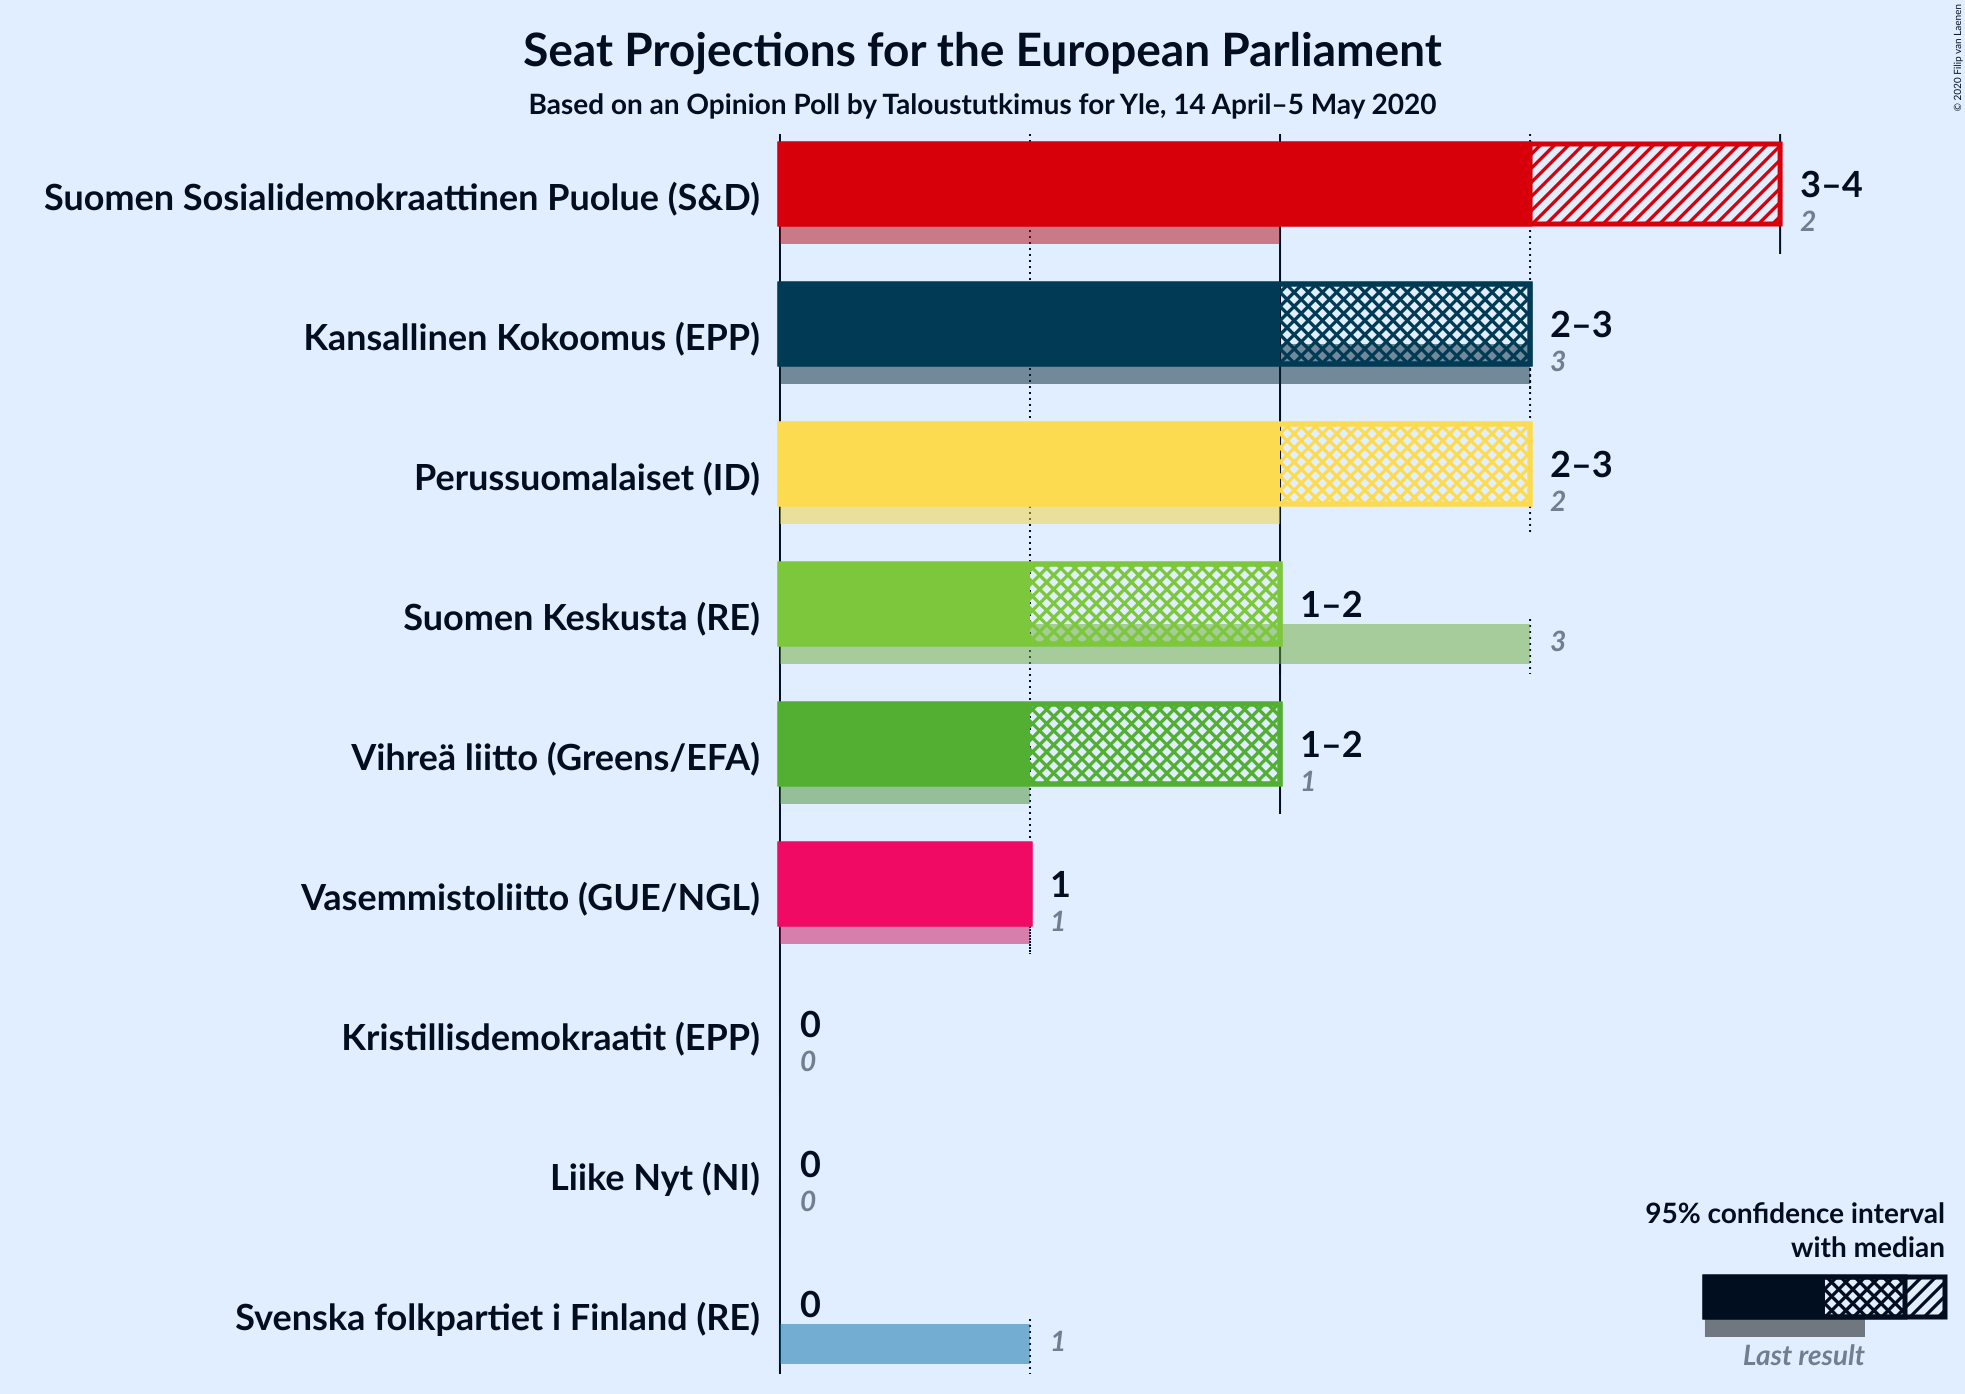 Seat Projections for the European Parliament
Based on an Opinion Poll by Taloustutkimus for Yle, 14 April–5 May 2020
© 2020 Filip van Laenen
Suomen Sosialidemokraattinen Puolue (S&D)
3–4
2
Kansallinen Kokoomus (EPP)
2–3
3
Perussuomalaiset (ID)
2–3
2
Suomen Keskusta (RE)
1–2
3
Vihreä liitto (Greens/EFA)
1–2
1
Vasemmistoliitto (GUE/NGL)
1
1
Kristillisdemokraatit (EPP)
0
0
Liike Nyt (NI)
0
0
Svenska folkpartiet i Finland (RE)
0
1
95% confidence interval
with median
Last result